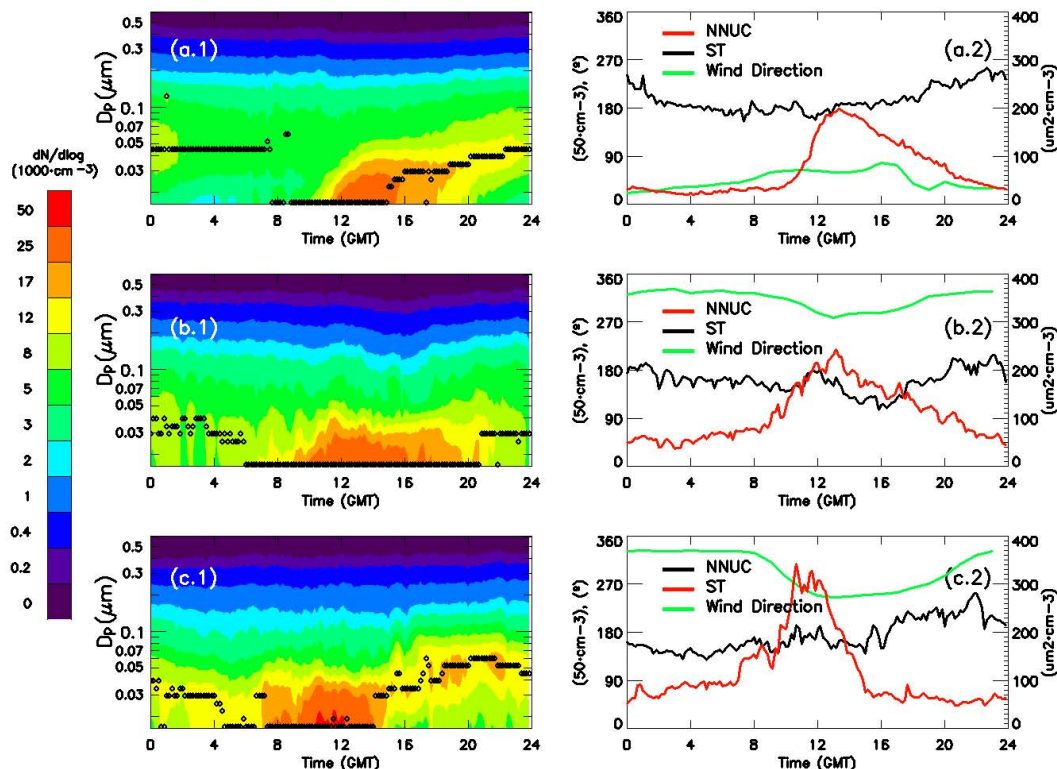 (a.1)
0.5
0.3
0.1
0.07
0.05
0.03
Dp(μm)
0 4 8 12 16 20 24
Time (GMT)
NNUC
ST
Wind Direction
(a.2)
360
270
180
90
0
(50·cm-3), (°)
400
300
200
100
0
(um2·cm-3)
0 4 8 12 16 20 24
Time (GMT)
dN/dlog
(1000·cm-3)
50
25
17
12
8
5
3
2
1
0.4
0.2
0
(b.1)
0.5
0.3
0.1
0.07
0.05
0.03
Dp(μm)
0 4 8 12 16 20 24
Time (GMT)
NNUC
ST
Wind Direction
(b.2)
360
270
180
90
0
(50·cm-3), (°)
400
300
200
100
0
(um2·cm-3)
0 4 8 12 16 20 24
Time (GMT)
(c.1)
0.5
0.3
0.1
0.05
0.03
Dp(μm)
0 4 8 12 16 20 24
Time (GMT)
NNUC
ST
Wind Direction
(c.2)
360
270
180
90
0
(50·cm-3), (°)
400
300
200
100
0
(um2·cm-3)
0 4 8 12 16 20 24
Time (GMT)